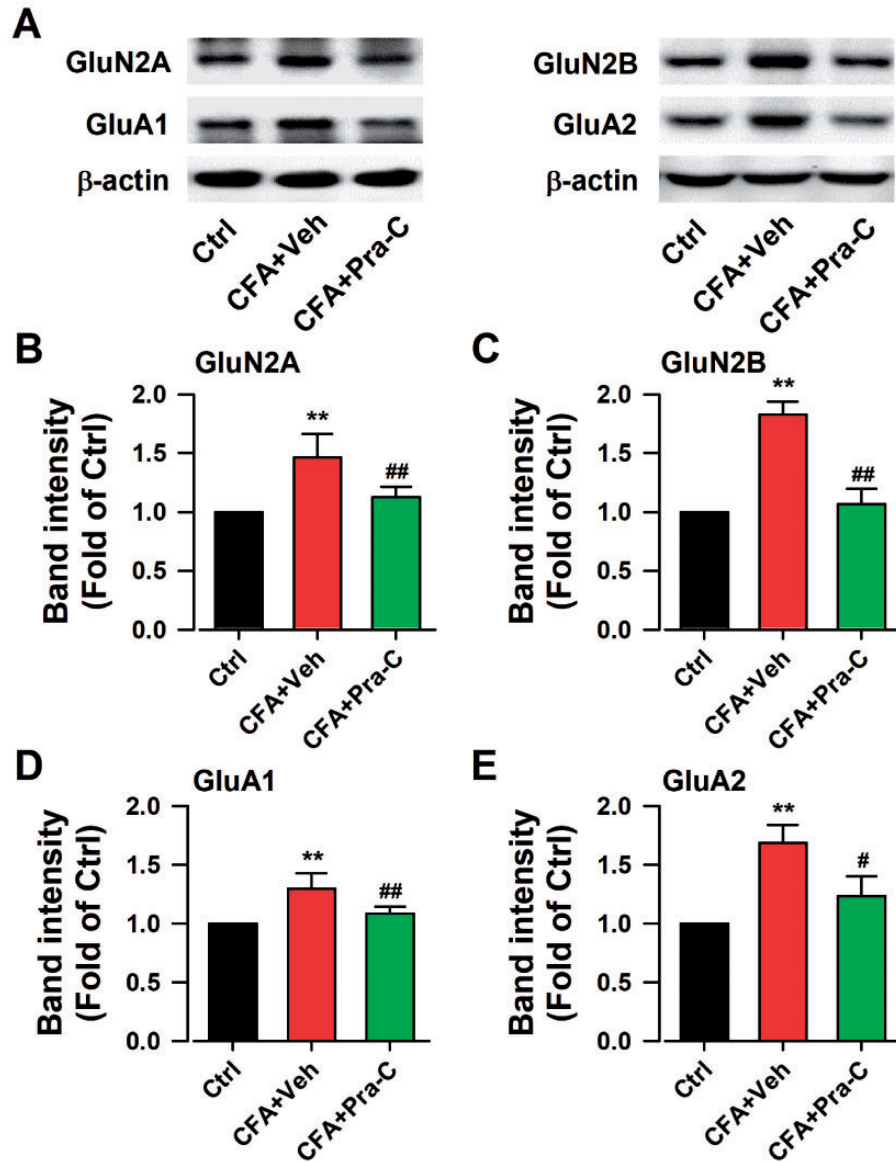 A
GluN2A
GluA1
β-actin
Ctrl
CFA+Veh
CFA+Pra-C
GluN2B
GluA2
β-actin
Ctrl
CFA+Veh
CFA+Pra-C
B
GluN2A
Band intensity
(Fold of Ctrl)
2.0
1.5
1.0
0.5
0.0
**
##
Ctrl
CFA+Veh
CFA+Pra-C
C
GluN2B
Band intensity
(Fold of Ctrl)
2.0
1.5
1.0
0.5
0.0
**
##
Ctrl
CFA+Veh
CFA+Pra-C
D
GluA1
Band intensity
(Fold of Ctrl)
2.0
1.5
1.0
0.5
0.0
**
##
Ctrl
CFA+Veh
CFA+Pra-C
E
GluA2
Band intensity
(Fold of Ctrl)
2.0
1.5
1.0
0.5
0.0
**
#
Ctrl
CFA+Veh
CFA+Pra-C